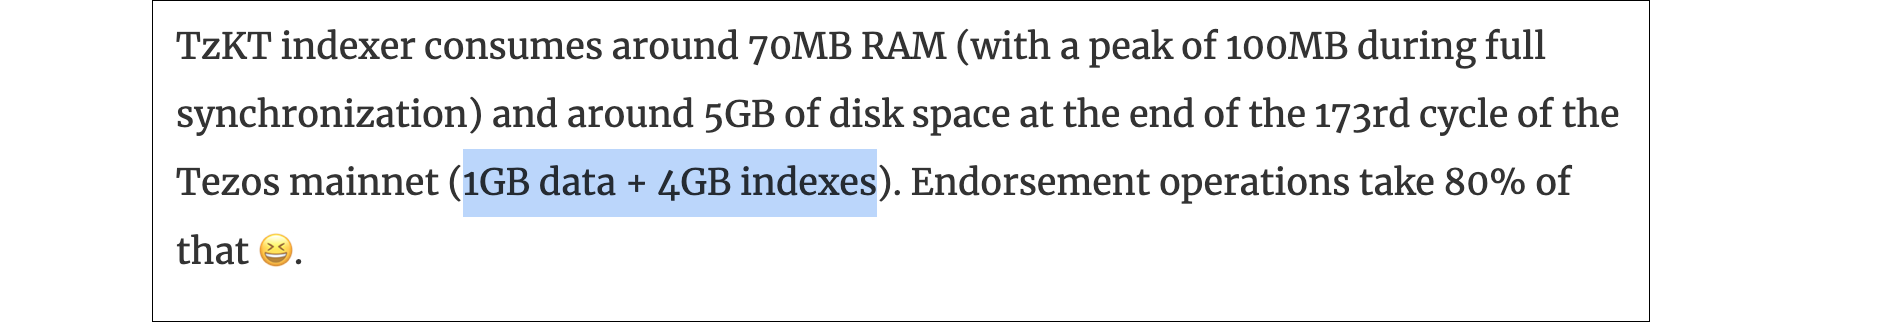 TzKT indexer consumes around 70MB RAM (with a peak of 100MB during full
synchronization) and around 5GB of disk space at the end of the 173rd cycle of the
Tezos mainnet (1GB data + 4GB indexes). Endorsement operations take 80% of
that 😆.